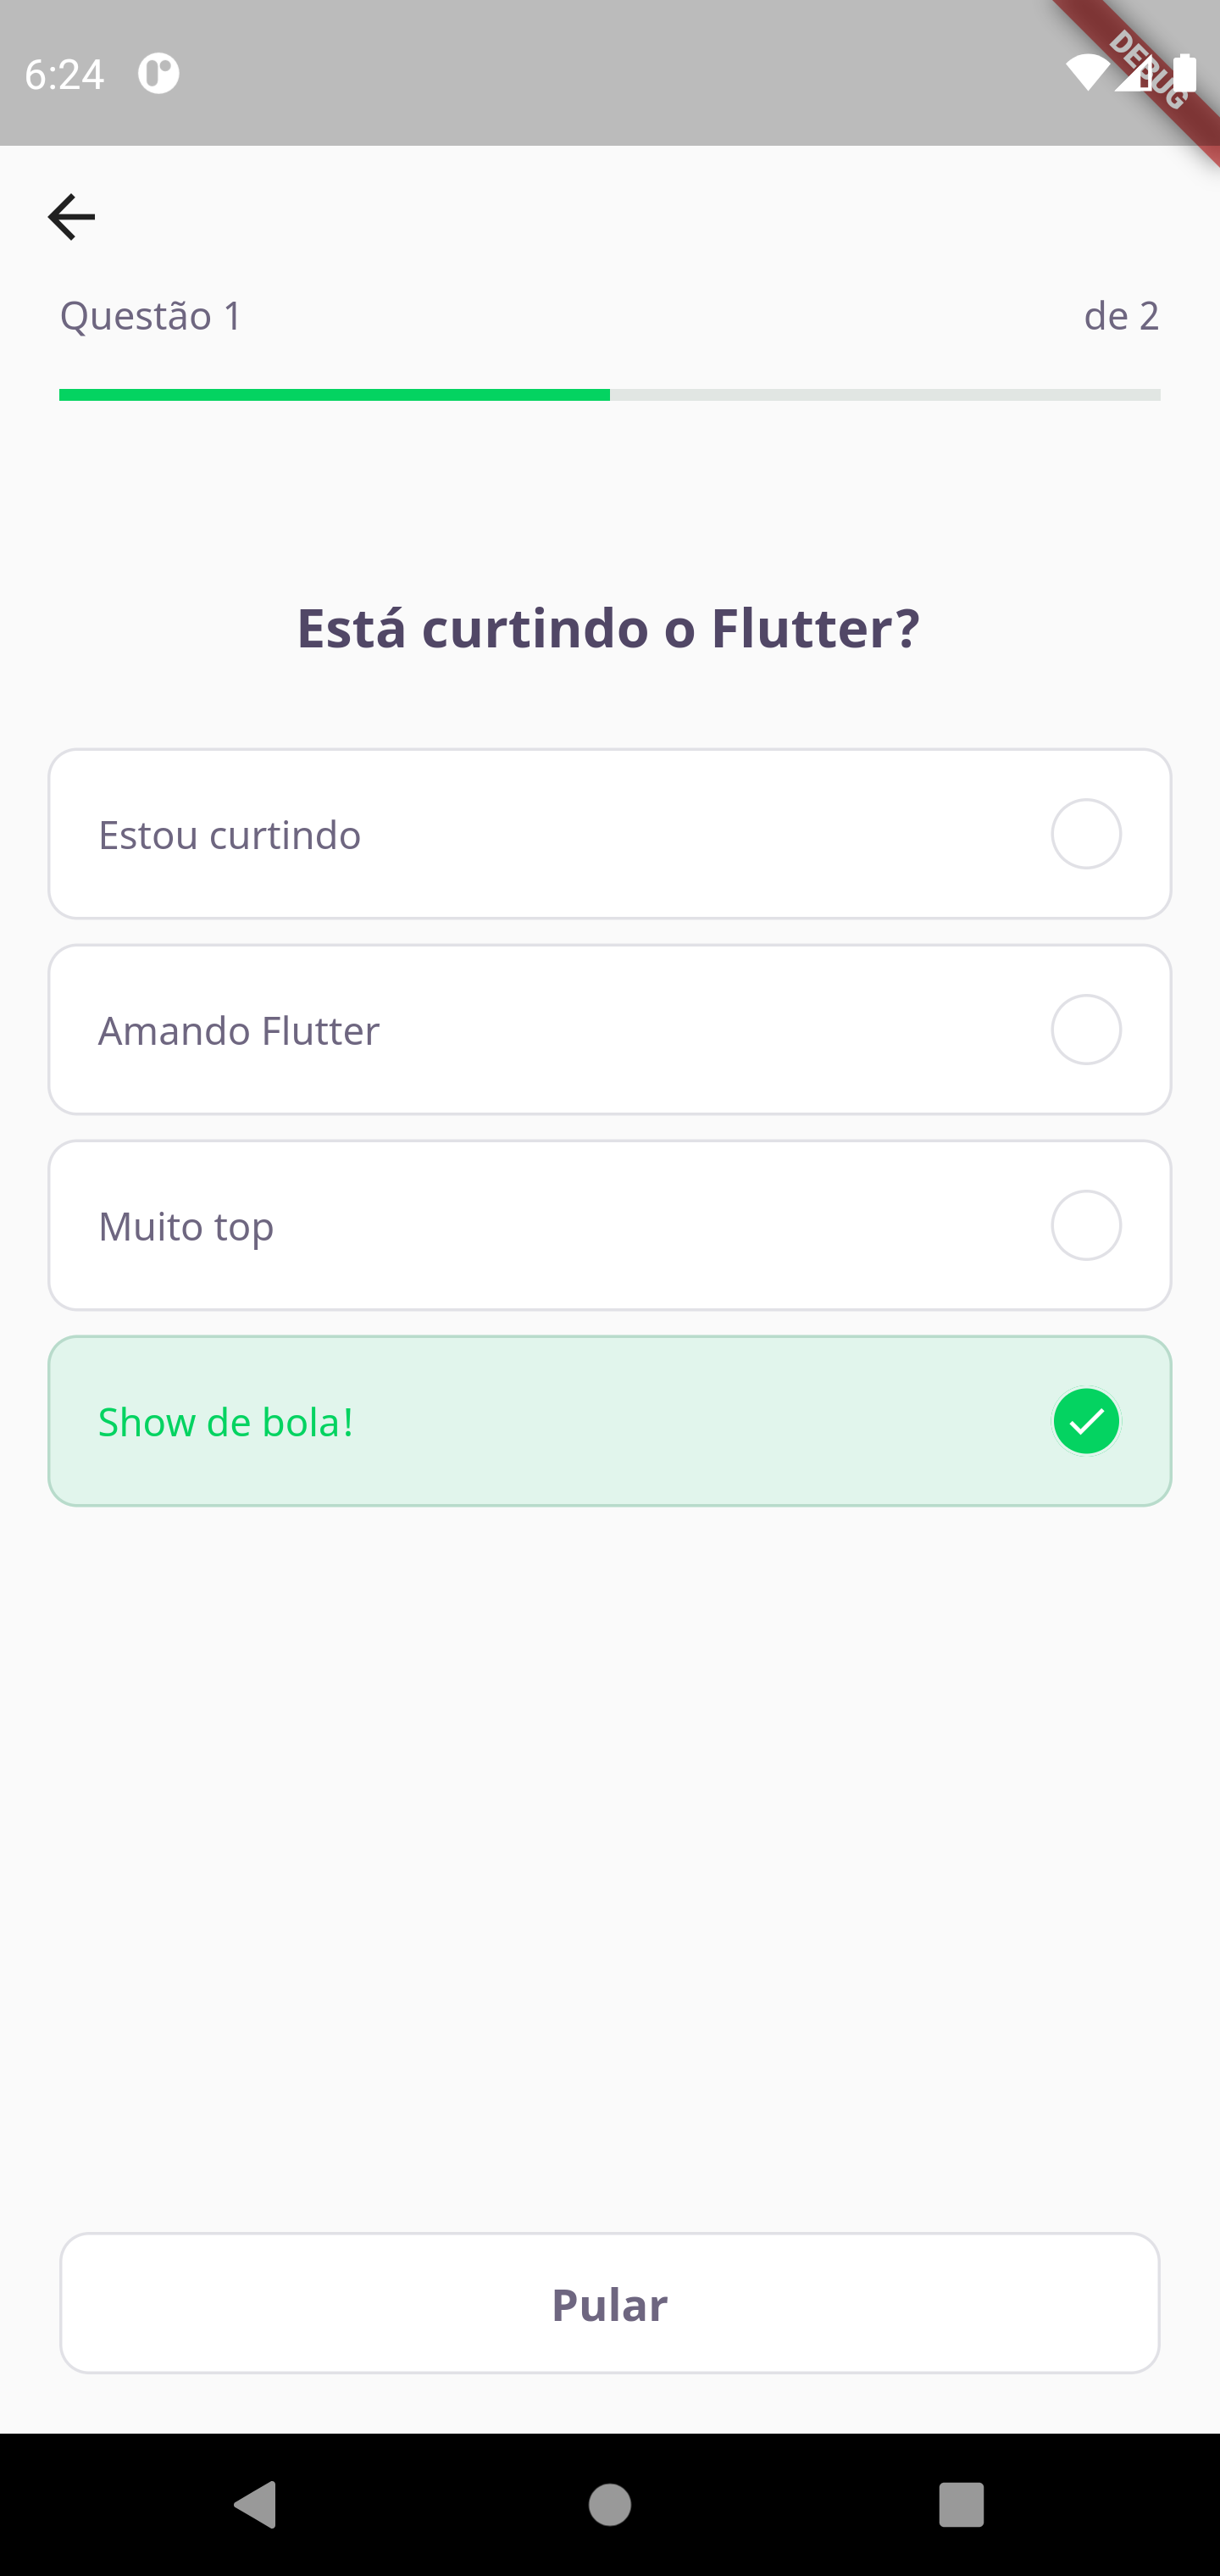 6:24
DEBUG
Questão 1
de 2
Está curtindo o Flutter?
Estou curtindo
Amando Flutter
Muito top
Show de bola!
Pular